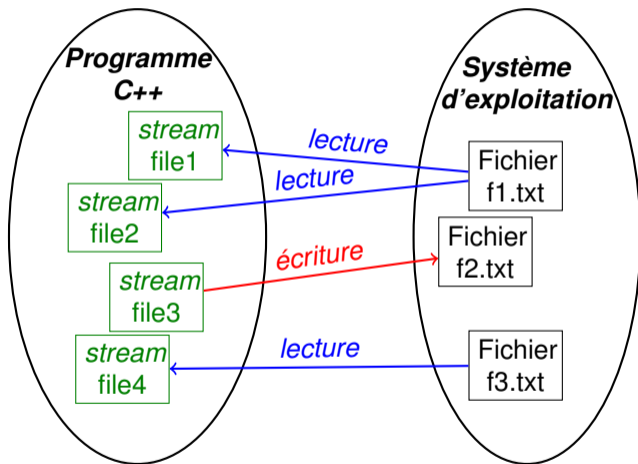 Programme
C++
Système
d'exploitation
stream
file1
lecture
Fichier
f1.txt
stream
file2
lecture
écriture
Fichier
f2.txt
stream
file3
stream
file4
lecture
Fichier
f3.txt